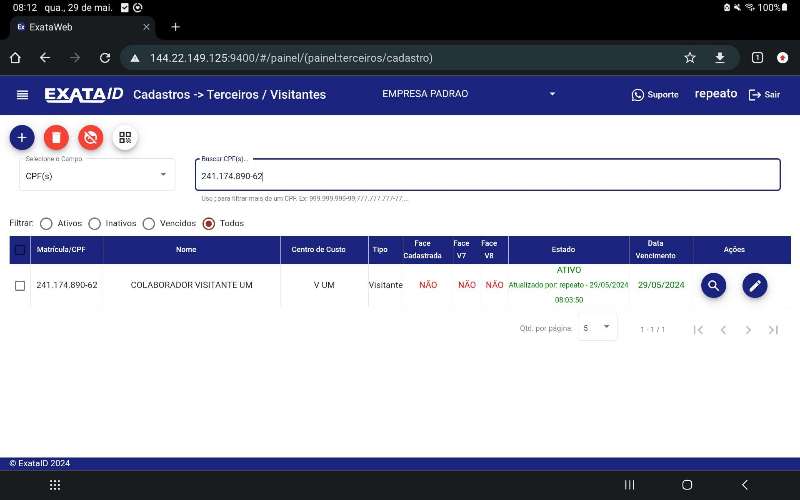 08:12 qua., 29 de mai.
100%
Ex ExataWeb
144.22.149.125:9400/#/painel/(painel:terceiros/cadastro)
1
EXATAID Cadastros -> Terceiros / Visitantes EMPRESA PADRAO Suporte repeato Sair
Selecione o Campo
CPF(s)
Buscar CPF(s)...
241.174.890-62
Use ; para filtrar mais de um CPF. Ex: 999.999.999-99;777.777.777-77;...
Filtrar: Ativos Inativos Vencidos Todos
Matrícula/CPF Nome Centro de Custo Tipo Face Cadastrada Face V7 Face V8 Estado Data Vencimento Ações
241.174.890-62 COLABORADOR VISITANTE UM V UM Visitante NÃO NÃO NÃO ATIVO
Atualizado por: repeato - 29/05/2024 08:03:50
29/05/2024
Qtd. por página: 5 1 - 1 / 1
© ExataID 2024